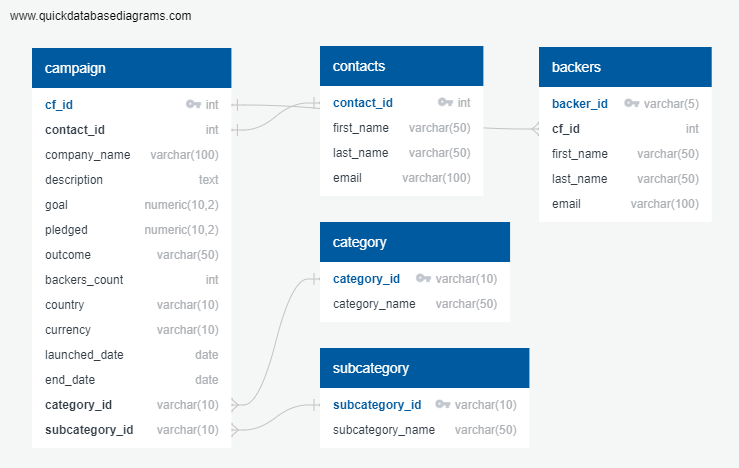 www.quickdatabasediagrams.com
campaign
cf_id int
contact_id int
company_name varchar(100)
description text
goal numeric(10,2)
pledged numeric(10,2)
outcome varchar(50)
backers_count int
country varchar(10)
currency varchar(10)
launched_date date
end_date date
category_id varchar(10)
subcategory_id varchar(10)
contacts
contact_id int
first_name varchar(50)
last_name varchar(50)
email varchar(100)
backers
backer_id varchar(5)
cf_id int
first_name varchar(50)
last_name varchar(50)
email varchar(100)
category
category_id varchar(10)
category_name varchar(50)
subcategory
subcategory_id varchar(10)
subcategory_name varchar(50)